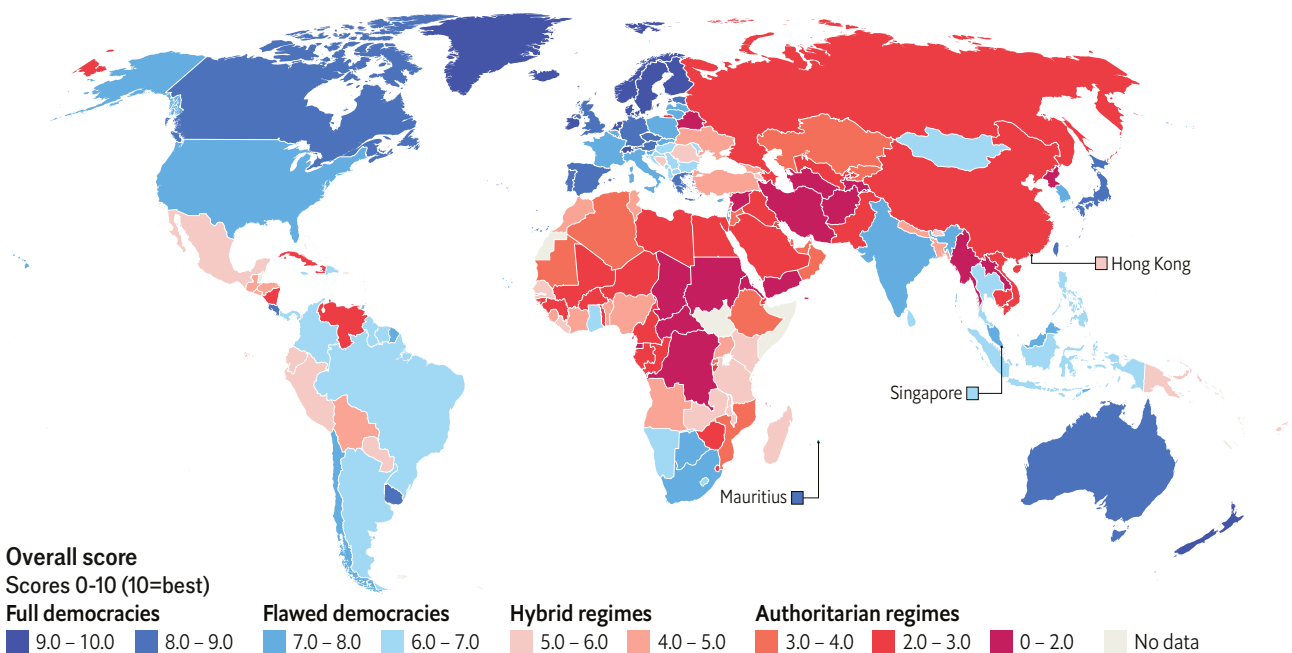 Hong Kong
Singapore
Mauritius
Overall score
Scores 0-10 (10=best)
Full democracies
9.0 – 10.0 8.0 – 9.0
Flawed democracies
7.0 – 8.0 6.0 – 7.0
Hybrid regimes
5.0 – 6.0 4.0 – 5.0
Authoritarian regimes
3.0 – 4.0 2.0 – 3.0 0 – 2.0 No data